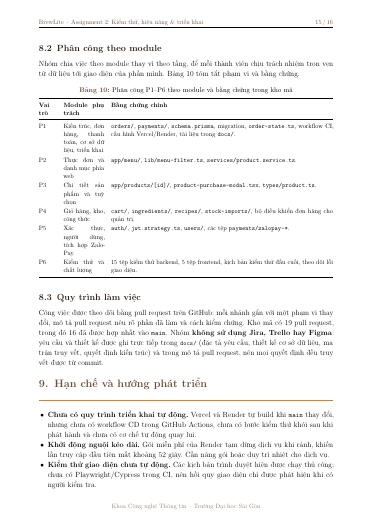 BrewLite – Assignment 2: Kiểm thử, hiệu năng & triển khai 15 / 16
8.2 Phân công theo module
Nhóm chia việc theo module thay vì theo tầng, để mỗi thành viên chịu trách nhiệm trọn vẹn
từ dữ liệu tới giao diện của phần mình. Bảng 10 tóm tắt phạm vi và bằng chứng.
Bảng 10: Phân công P1–P6 theo module và bằng chứng trong kho mã
Vai trò Module phụ trách Bằng chứng chính
P1 Kiến trúc, đơn hàng, thanh toán, cơ sở dữ liệu, triển khai orders/, payments/, schema.prisma, migration, order-state.ts, workflow CI, cấu hình Vercel/Render, tài liệu trong docs/.
P2 Thực đơn và danh mục phía web app/menu/, lib/menu-filter.ts, services/product.service.
P3 Chi tiết sản phẩm và tuỳ chọn app/products/[id]/, product-purchase-modal.tsx, types/product.ts.
P4 Giỏ hàng, kho, công thức cart/, ingredients/, recipes/, stock-imports/, bộ điều khiển đơn hàng cho quản trị.
P5 Xác thực, người dùng, tích hợp ZaloPay auth/, jwt.strategy.ts, users/, các tệp payments/zalopay-*.
P6 Kiểm thử và chất lượng 15 tệp kiểm thử backend, 5 tệp frontend, kịch bản kiểm thử đầu cuối, theo dõi lỗi giao diện.
8.3 Quy trình làm việc
Công việc được theo dõi bằng pull request trên GitHub: mỗi nhánh gắn với một phạm vi thay
đổi, mô tả pull request nêu rõ phần đã làm và cách kiểm chứng. Kho mã có 19 pull request,
trong đó 16 đã được hợp nhất vào main. Nhóm không sử dụng Jira, Trello hay Figma:
yêu cầu và thiết kế được ghi trực tiếp trong docs/ (đặc tả yêu cầu, thiết kế cơ sở dữ liệu, ma
trận truy vết, quyết định kiến trúc) và trong mô tả pull request, nên mọi quyết định đều truy
vết được từ commit.
9. Hạn chế và hướng phát triển
• Chưa có quy trình triển khai tự động. Vercel và Render tự build khi main thay đổi,
nhưng chưa có workflow CD trong GitHub Actions, chưa có bước kiểm thử khói sau khi
phát hành và chưa có cơ chế tự động quay lui.
• Khởi động nguội kéo dài. Gói miễn phí của Render tạm dừng dịch vụ khi rảnh, khiến
lần truy cập đầu tiên mất khoảng 52 giây. Cần nâng gói hoặc duy trì nhiệt cho dịch vụ.
• Kiểm thử giao diện chưa tự động. Các kịch bản trình duyệt hiện được chạy thủ công;
chưa có Playwright/Cypress trong CI, nên hồi quy giao diện chỉ được phát hiện khi có
người kiểm tra.
Khoa Công nghệ Thông tin – Trường Đại học Sài Gòn